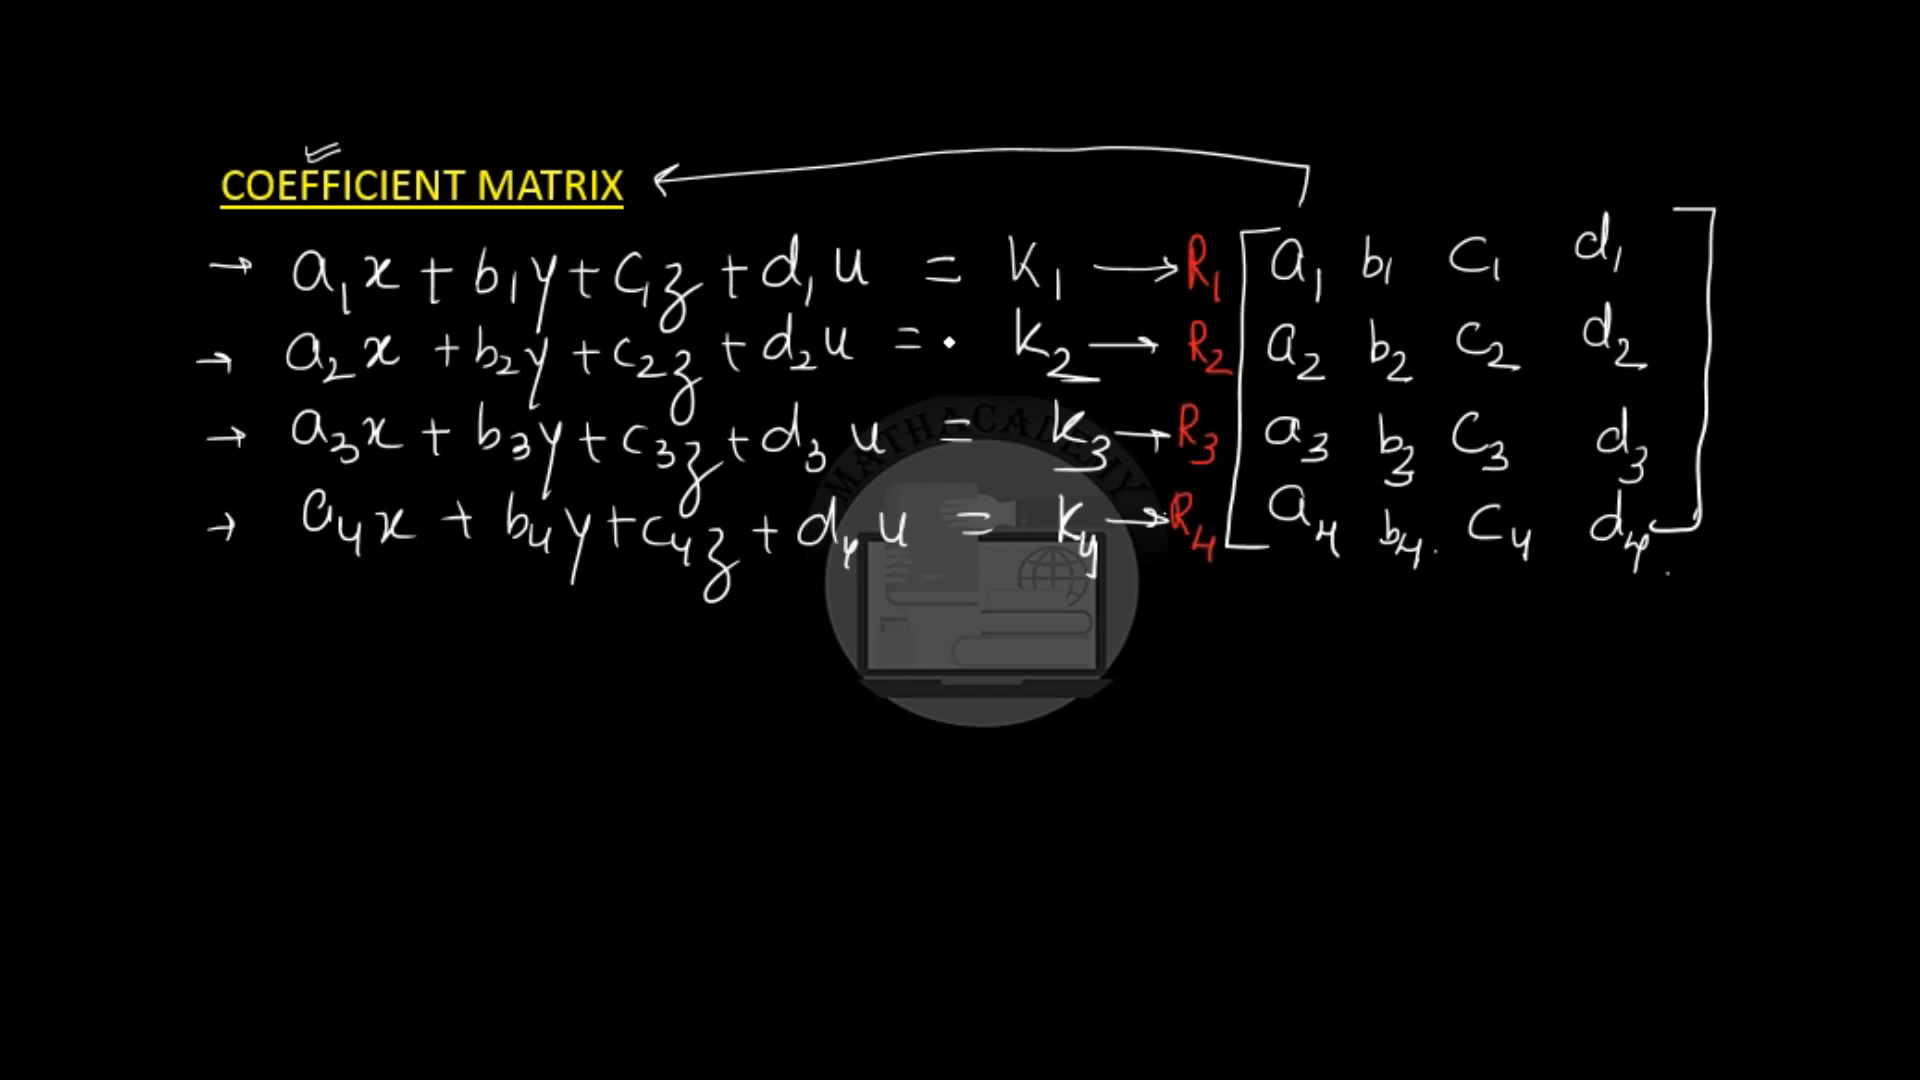 COEFFICIENT MATRIX
→ a₁x + b₁y + c₁z + d₁u = k₁ → R₁ [ a₁ b₁ c₁ d₁ ]
→ a₂x + b₂y + c₂z + d₂u = · k₂ → R₂ [ a₂ b₂ c₂ d₂ ]
→ a₃x + b₃y + c₃z + d₃u = k₃ → R₃ [ a₃ b₃ c₃ d₃ ]
→ a₄x + b₄y + c₄z + d₄u = k₄ → R₄ [ a₄ b₄. c₄ d₄. ]
MATHACADEMY